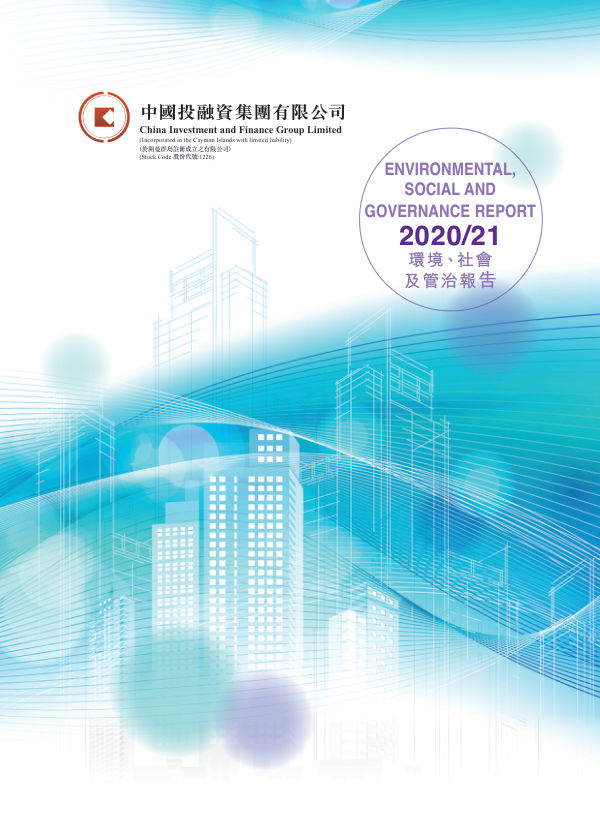 中國投融資集團有限公司
China Investment and Finance Group Limited
(Incorporated in the Cayman Islands with limited liability)
(於開曼群島註冊成立之有限公司)
(Stock Code 股份代號:1226)
ENVIRONMENTAL,
SOCIAL AND
GOVERNANCE REPORT
2020/21
環境、社會
及管治報告